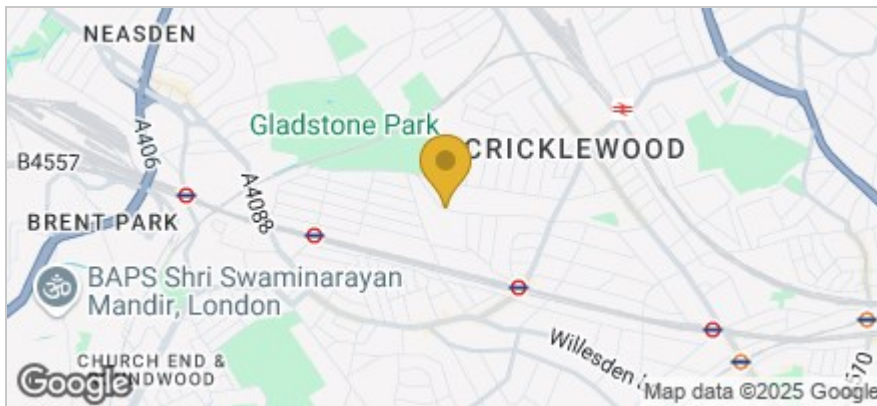 NEASDEN
Gladstone Park
CRICKLEWOOD
A406
B4557
A4088
BRENT PARK
BAPS Shri Swaminarayan
Mandir, London
CHURCH END &
Willesden
Google
Map data ©2025 Google